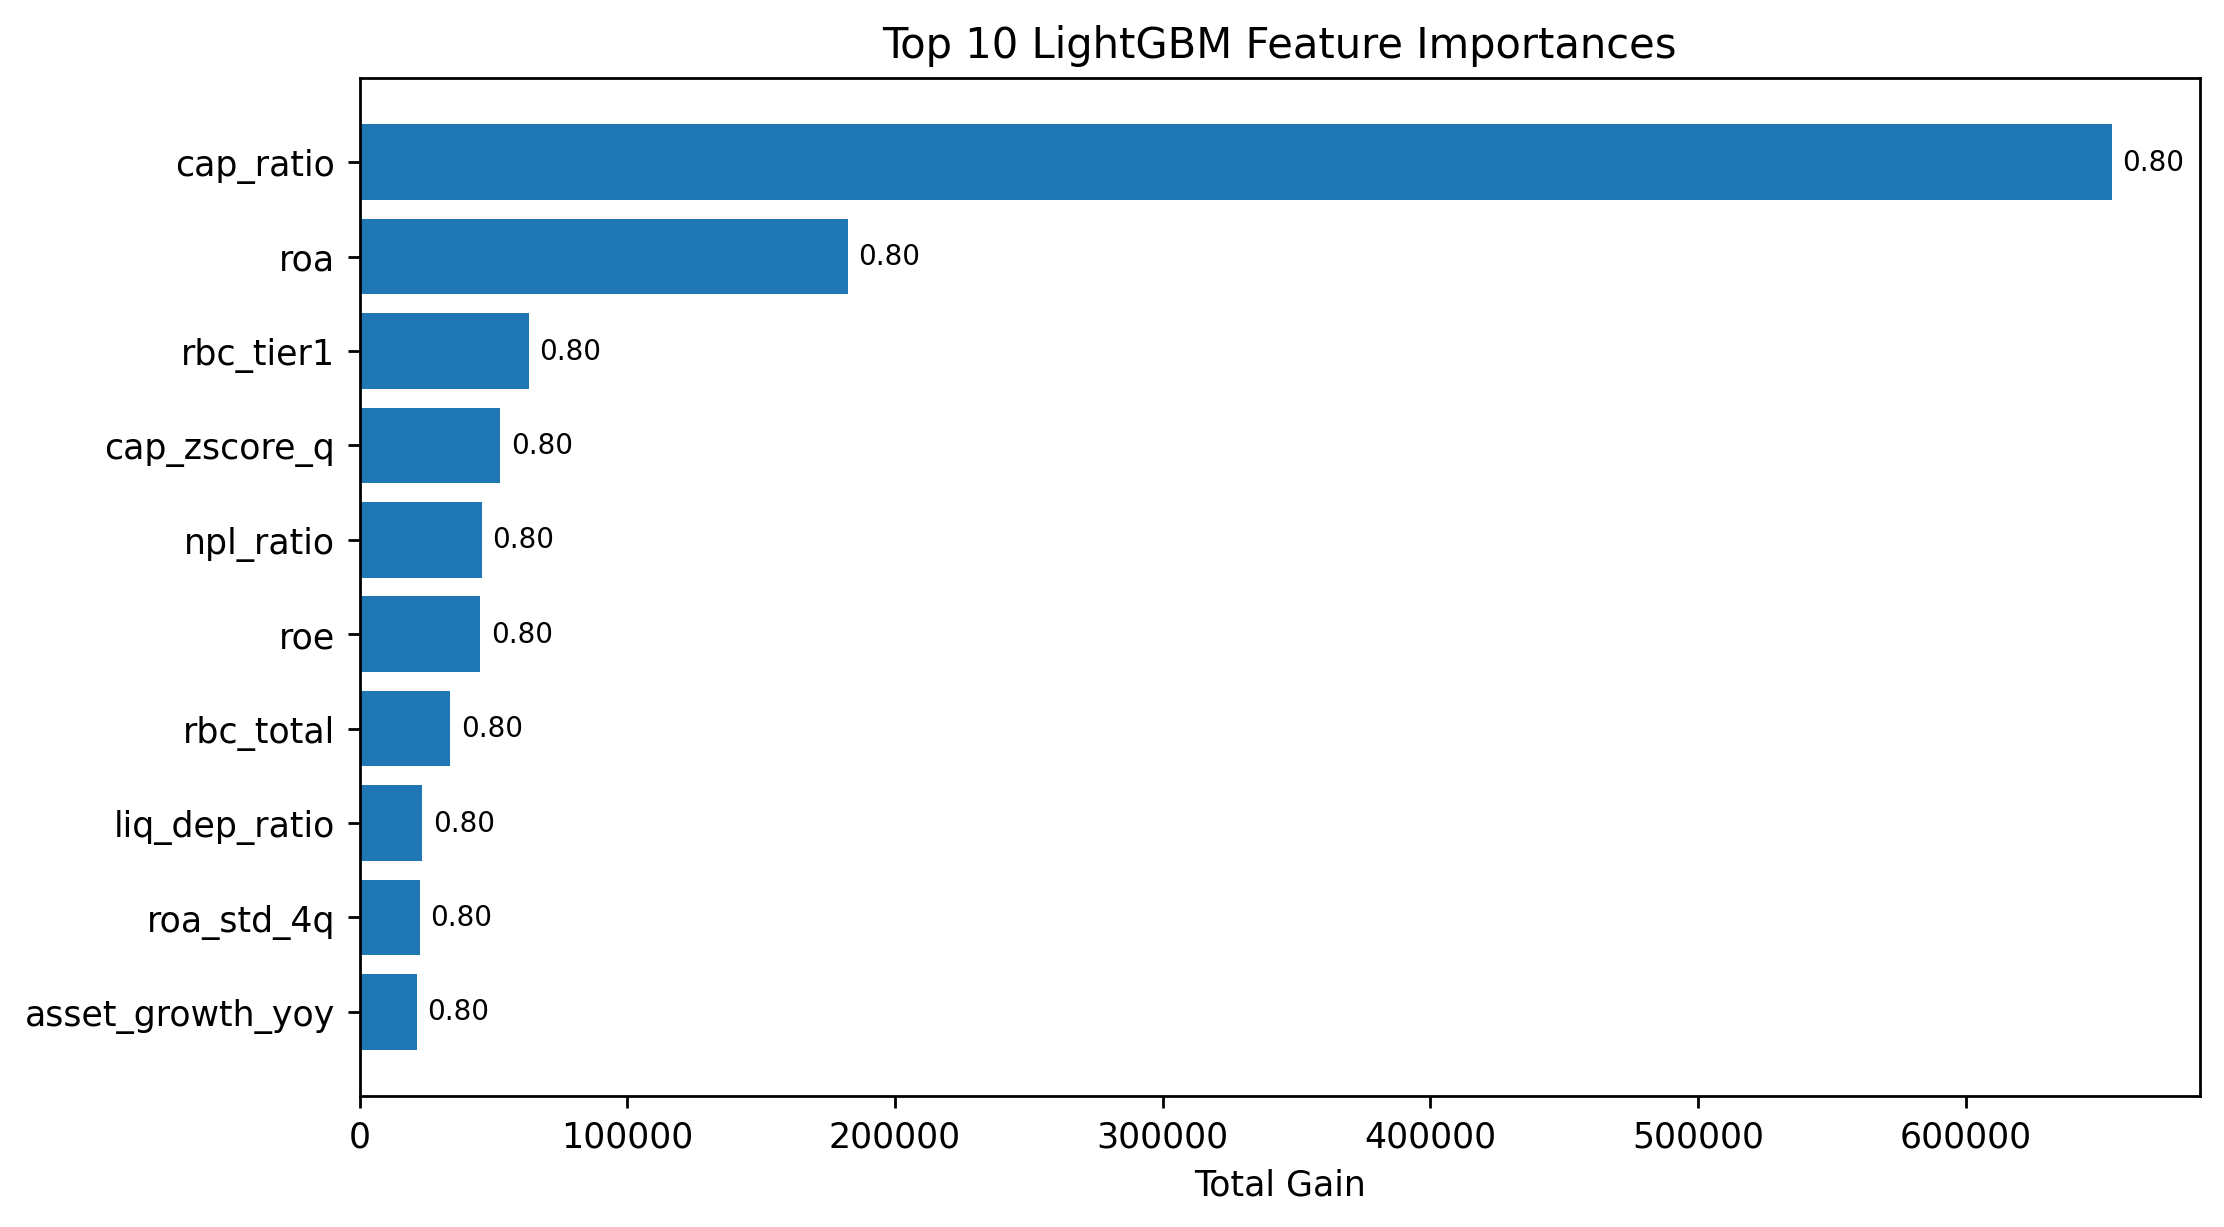 Top 10 LightGBM Feature Importances
cap_ratio 0.80
roa 0.80
rbc_tier1 0.80
cap_zscore_q 0.80
npl_ratio 0.80
roe 0.80
rbc_total 0.80
liq_dep_ratio 0.80
roa_std_4q 0.80
asset_growth_yoy 0.80
0 100000 200000 300000 400000 500000 600000
Total Gain